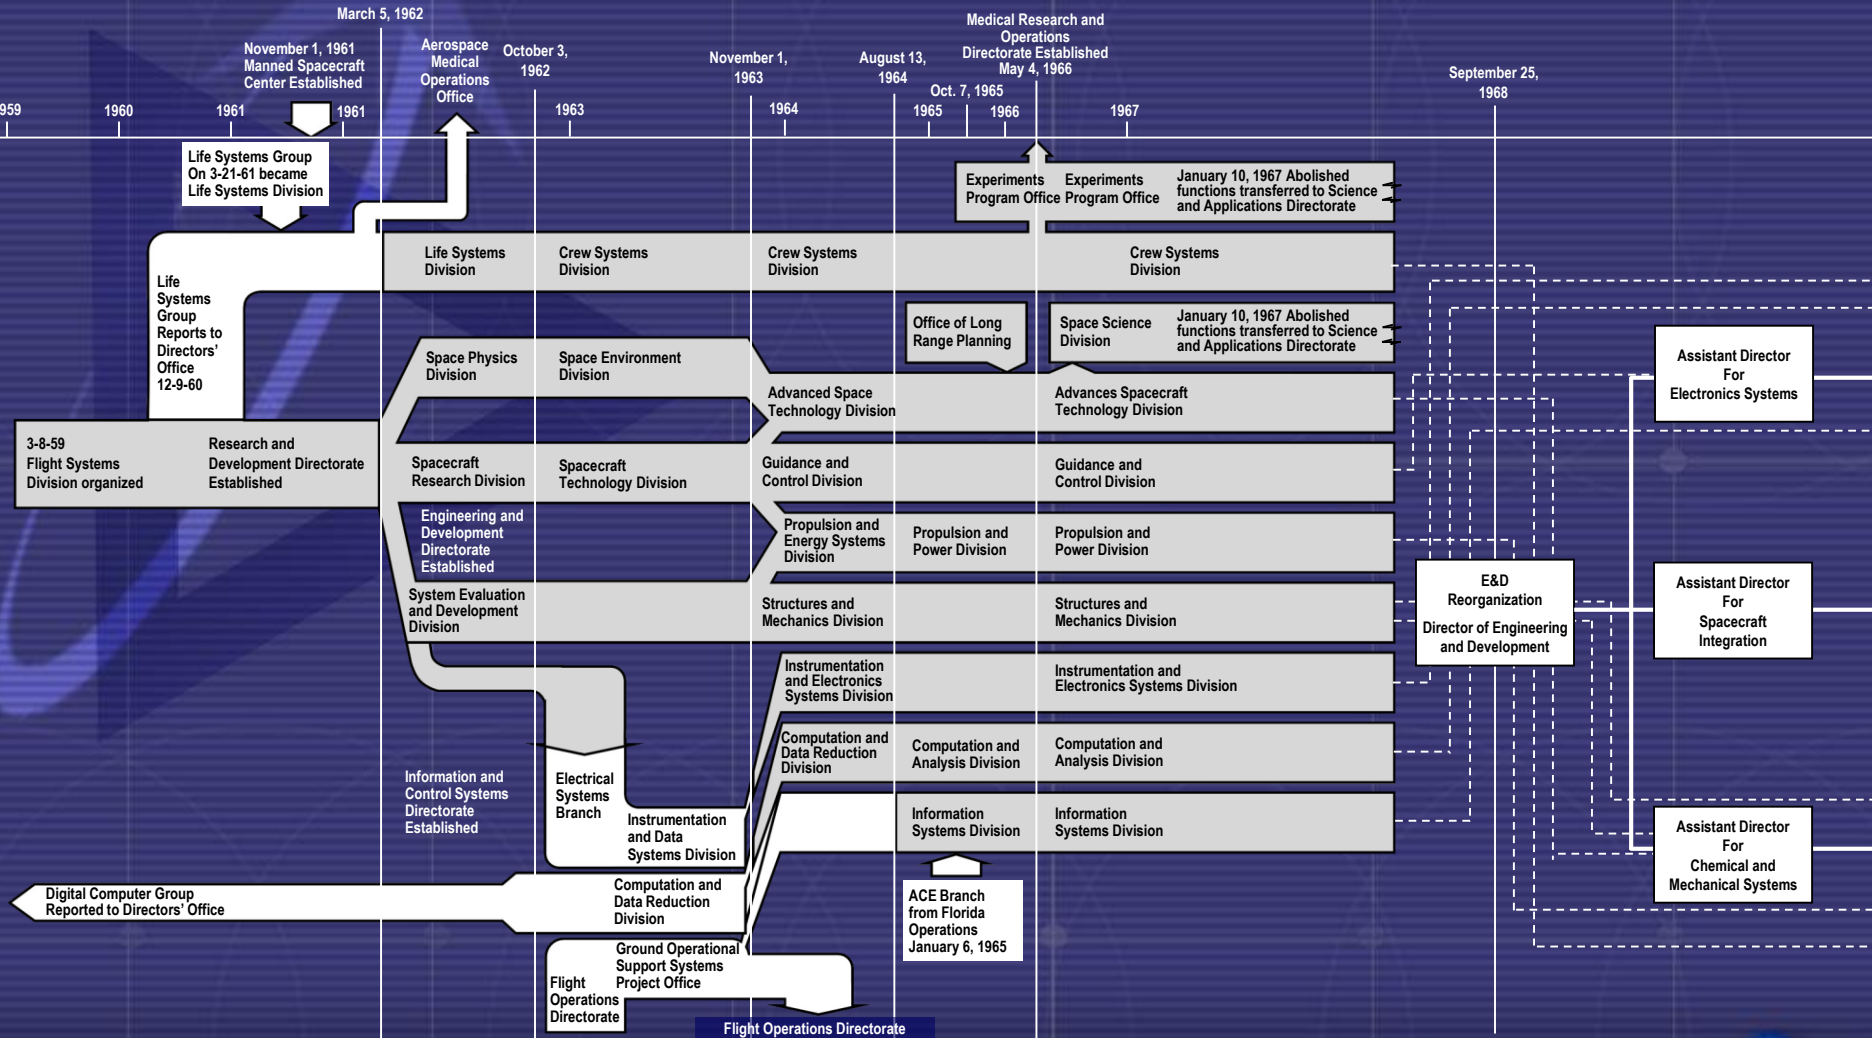 March 5, 1962
November 1, 1961
Manned Spacecraft
Center Established
Aerospace
Medical
Operations
Office
October 3,
1962
November 1,
1963
August 13,
1964
Medical Research and
Operations
Directorate Established
May 4, 1966
Oct. 7, 1965
September 25,
1968
959
1960
1961
1961
1963
1964
1965
1966
1967
Life Systems Group
On 3-21-61 became
Life Systems Division
Experiments
Program Office
Experiments
Program Office
January 10, 1967 Abolished
functions transferred to Science
and Applications Directorate
Life Systems
Division
Crew Systems
Division
Crew Systems
Division
Crew Systems
Division
Life
Systems
Group
Reports to
Directors'
Office
12-9-60
Office of Long
Range Planning
Space Science
Division
January 10, 1967 Abolished
functions transferred to Science
and Applications Directorate
Space Physics
Division
Space Environment
Division
Advanced Space
Technology Division
Advances Spacecraft
Technology Division
Assistant Director
For
Electronics Systems
3-8-59
Flight Systems
Division organized
Research and
Development Directorate
Established
Spacecraft
Research Division
Spacecraft
Technology Division
Guidance and
Control Division
Guidance and
Control Division
Engineering and
Development
Directorate
Established
Propulsion and
Energy Systems
Division
Propulsion and
Power Division
Propulsion and
Power Division
System Evaluation
and Development
Division
Structures and
Mechanics Division
Structures and
Mechanics Division
E&D
Reorganization
Director of Engineering
and Development
Assistant Director
For
Spacecraft
Integration
Instrumentation
and Electronics
Systems Division
Instrumentation and
Electronics Systems Division
Computation and
Data Reduction
Division
Computation and
Analysis Division
Computation and
Analysis Division
Information and
Control Systems
Directorate
Established
Electrical
Systems
Branch
Instrumentation
and Data
Systems Division
Information
Systems Division
Information
Systems Division
Assistant Director
For
Chemical and
Mechanical Systems
Digital Computer Group
Reported to Directors' Office
Computation and
Data Reduction
Division
ACE Branch
from Florida
Operations
January 6, 1965
Ground Operational
Support Systems
Project Office
Flight
Operations
Directorate
Flight Operations Directorate